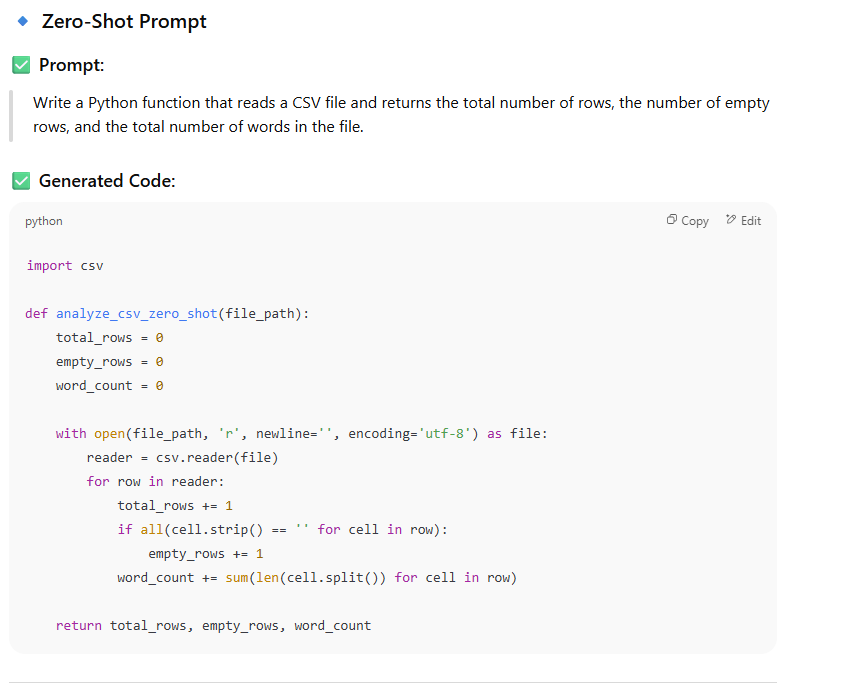 Zero-Shot Prompt
Prompt:
Write a Python function that reads a CSV file and returns the total number of rows, the number of empty
rows, and the total number of words in the file.
Generated Code:
python Copy Edit
import csv
def analyze_csv_zero_shot(file_path):
    total_rows = 0
    empty_rows = 0
    word_count = 0
    with open(file_path, 'r', newline='', encoding='utf-8') as file:
        reader = csv.reader(file)
        for row in reader:
            total_rows += 1
            if all(cell.strip() == '' for cell in row):
                empty_rows += 1
            word_count += sum(len(cell.split()) for cell in row)
    return total_rows, empty_rows, word_count